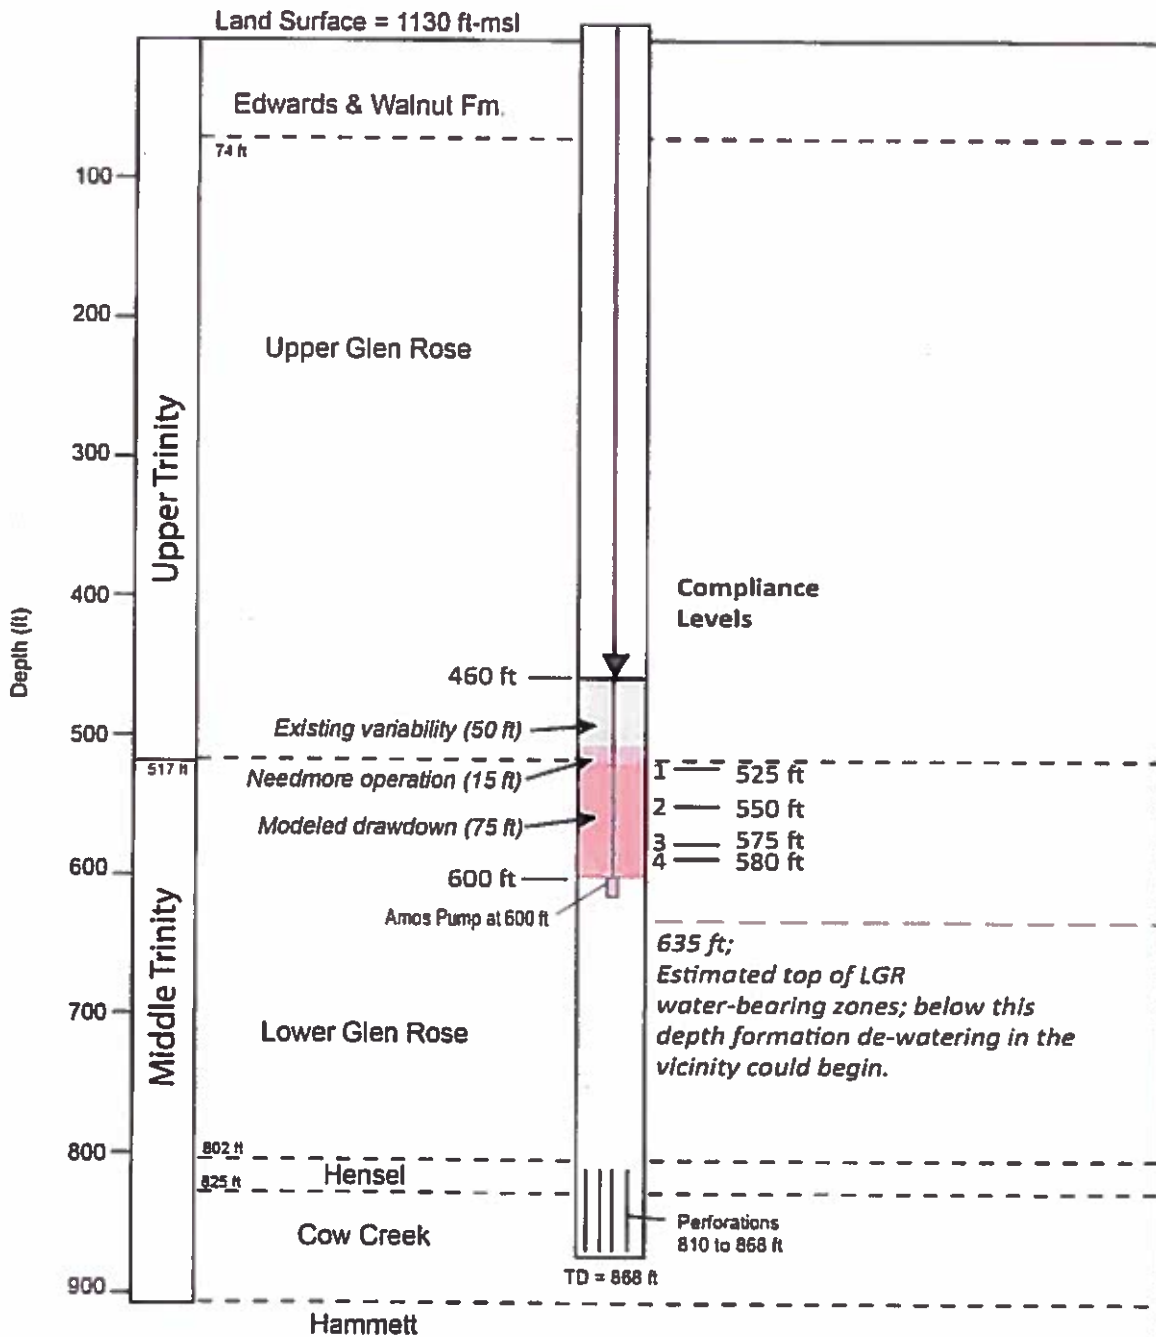 Land Surface = 1130 ft-msl
Edwards & Walnut Fm.
74 ft
100
200
Upper Glen Rose
300
Upper Trinity
400
Compliance
Levels
Depth (ft)
460 ft
500
Existing variability (50 ft)
517 ft
Needmore operation (15 ft)
1 525 ft
2 550 ft
Modeled drawdown (75 ft)
3 575 ft
4 580 ft
600
600 ft
Amos Pump at 600 ft
635 ft;
Estimated top of LGR
water-bearing zones; below this
depth formation de-watering in the
vicinity could begin.
700
Middle Trinity
Lower Glen Rose
800
802 ft
Hensel
825 ft
Cow Creek
Perforations
810 to 868 ft
TD = 868 ft
900
Hammett